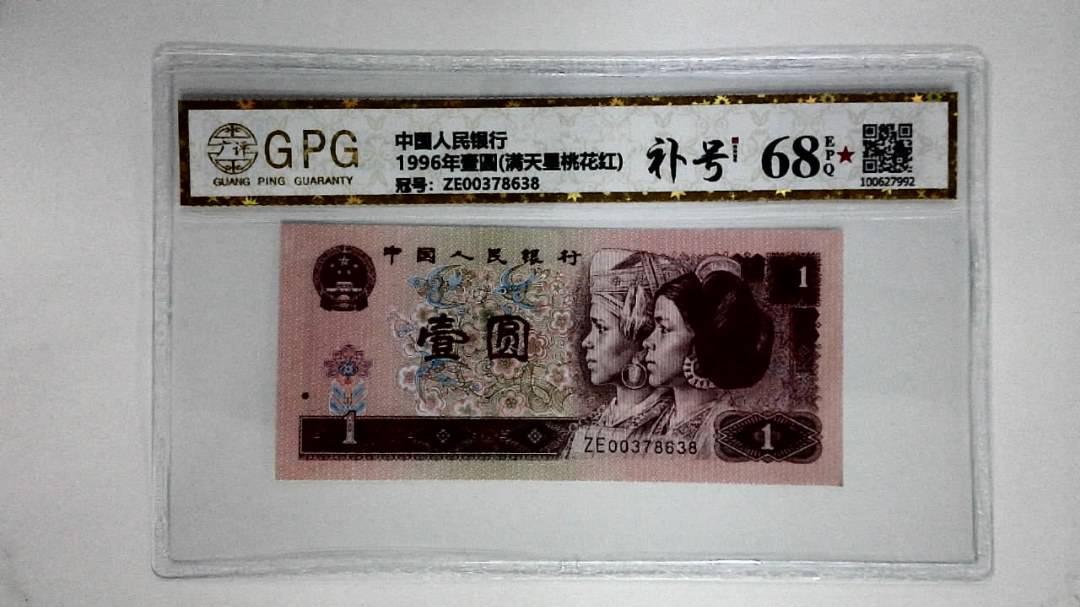 广评
GPG
GUANG PING GUARANTY
中国人民银行
1996年壹圆(满天星桃花红)
冠号：ZE00378638
补号
68
EPQ
100627992
中国人民银行
1
壹圆
1
ZE00378638
1